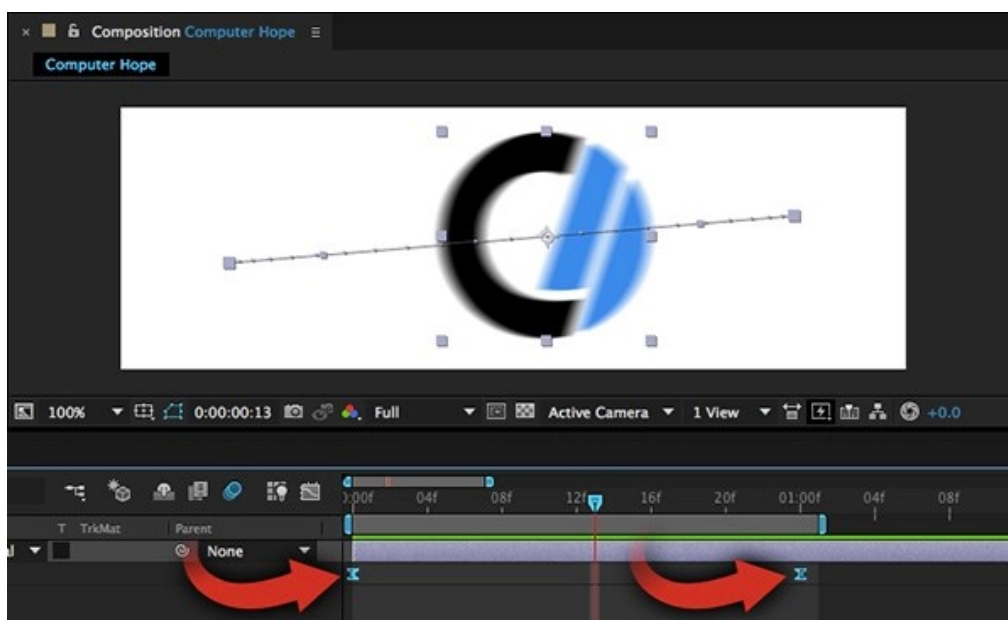 × Composition Computer Hope ≡
Computer Hope
100% 0:00:00:13 Full Active Camera 1 View +0.0
):00f 04f 08f 12f 16f 20f 01:00f 04f 08f
T TrkMat Parent
None